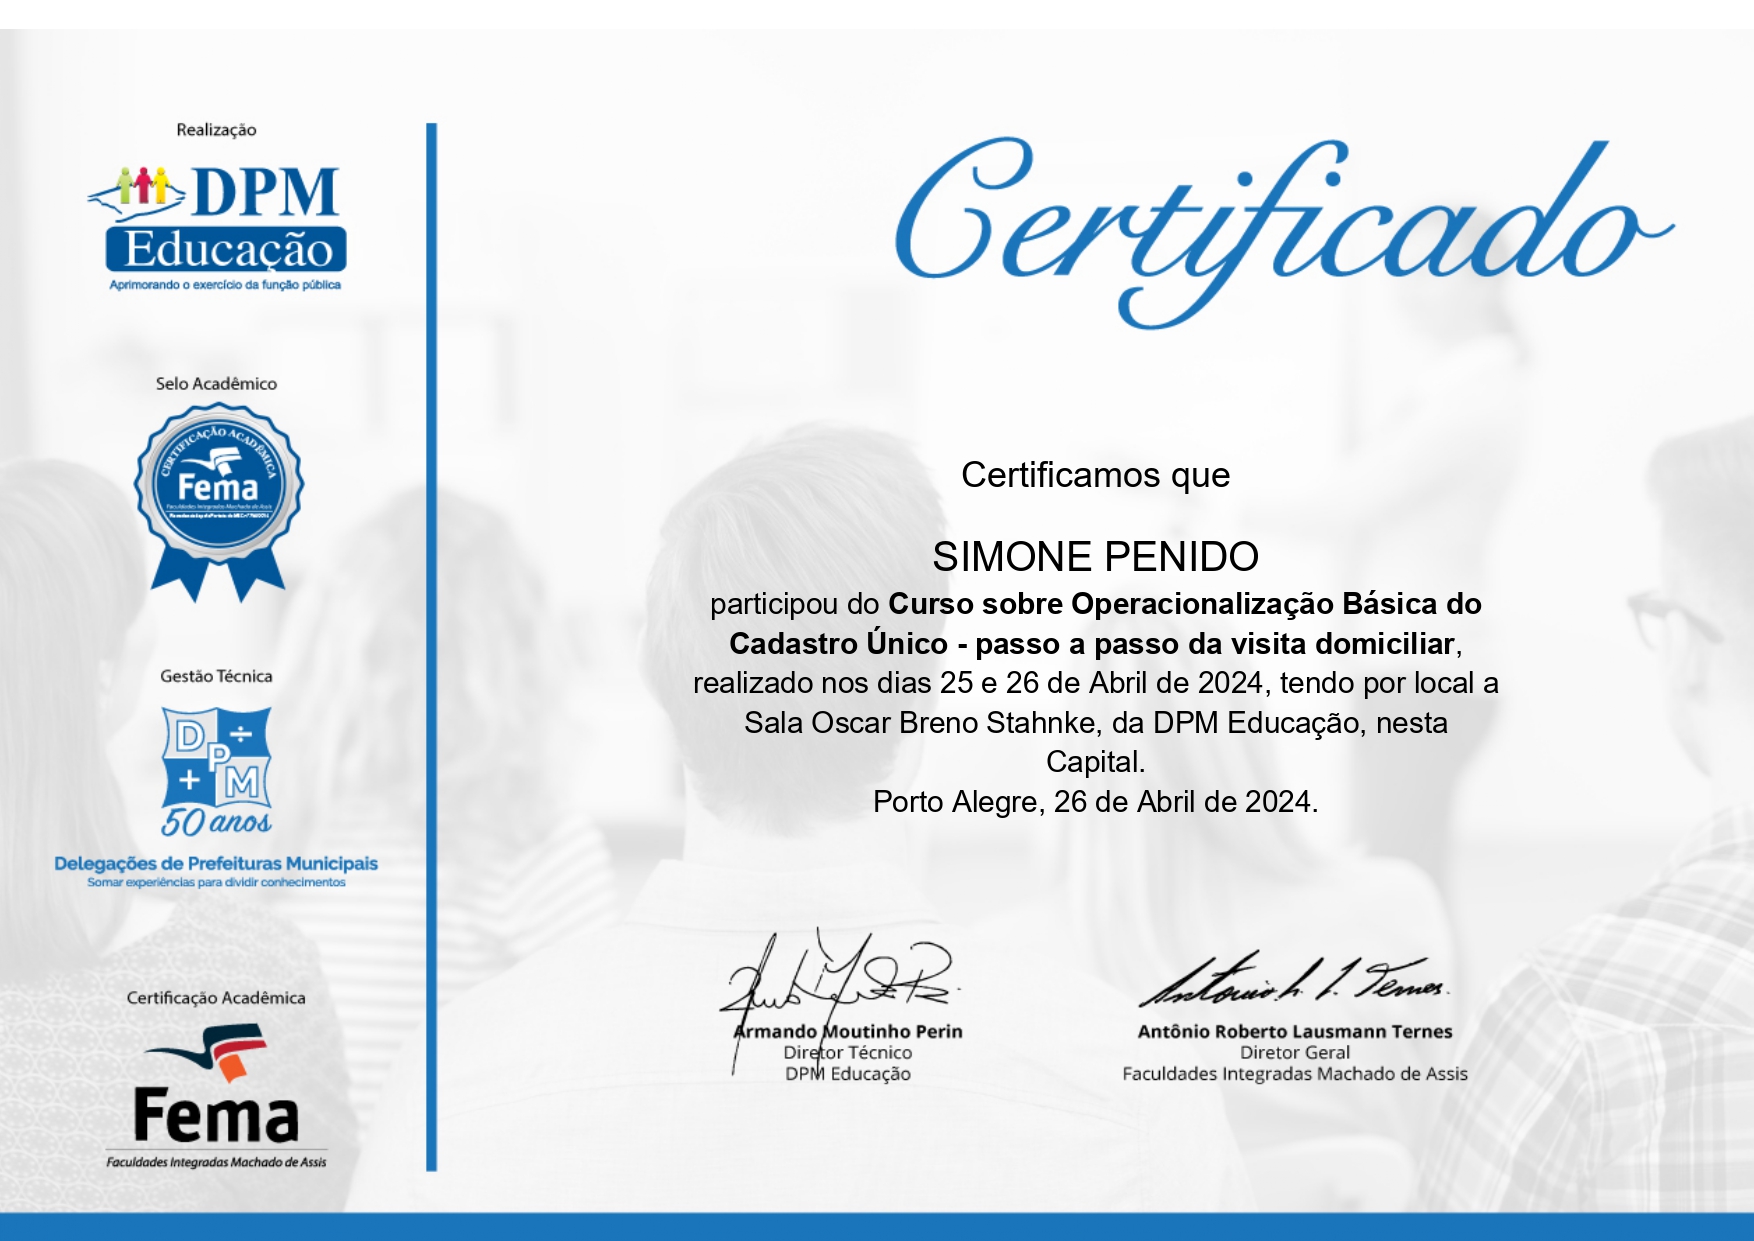 Realização
DPM
Educação
Aprimorando o exercício da função pública
Selo Acadêmico
CERTIFICAÇÃO ACADÊMICA
Fema
Faculdades Integradas Machado de Assis
Gestão Técnica
D ÷
P
+ M
50 anos
Delegações de Prefeituras Municipais
Somar experiências para dividir conhecimentos
Certificação Acadêmica
Fema
Faculdades Integradas Machado de Assis
Certificado
Certificamos que
SIMONE PENIDO
participou do Curso sobre Operacionalização Básica do
Cadastro Único - passo a passo da visita domiciliar,
realizado nos dias 25 e 26 de Abril de 2024, tendo por local a
Sala Oscar Breno Stahnke, da DPM Educação, nesta
Capital.
Porto Alegre, 26 de Abril de 2024.
Armando Moutinho Perin
Diretor Técnico
DPM Educação
Antônio Roberto Lausmann Ternes
Diretor Geral
Faculdades Integradas Machado de Assis